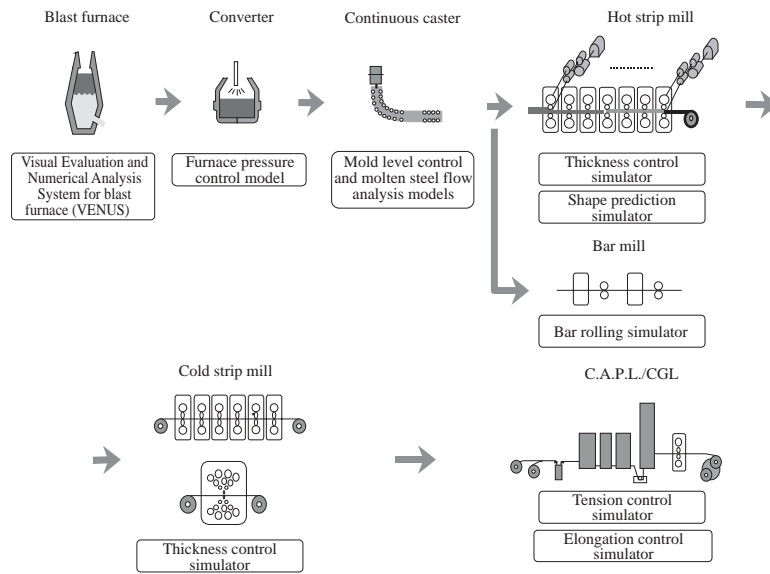 Blast furnace
Converter
Continuous caster
Hot strip mill
Visual Evaluation and
Numerical Analysis
System for blast
furnace (VENUS)
Furnace pressure
control model
Mold level control
and molten steel flow
analysis models
Thickness control
simulator
Shape prediction
simulator
Bar mill
Bar rolling simulator
Cold strip mill
C.A.P.L./CGL
Thickness control
simulator
Tension control
simulator
Elongation control
simulator